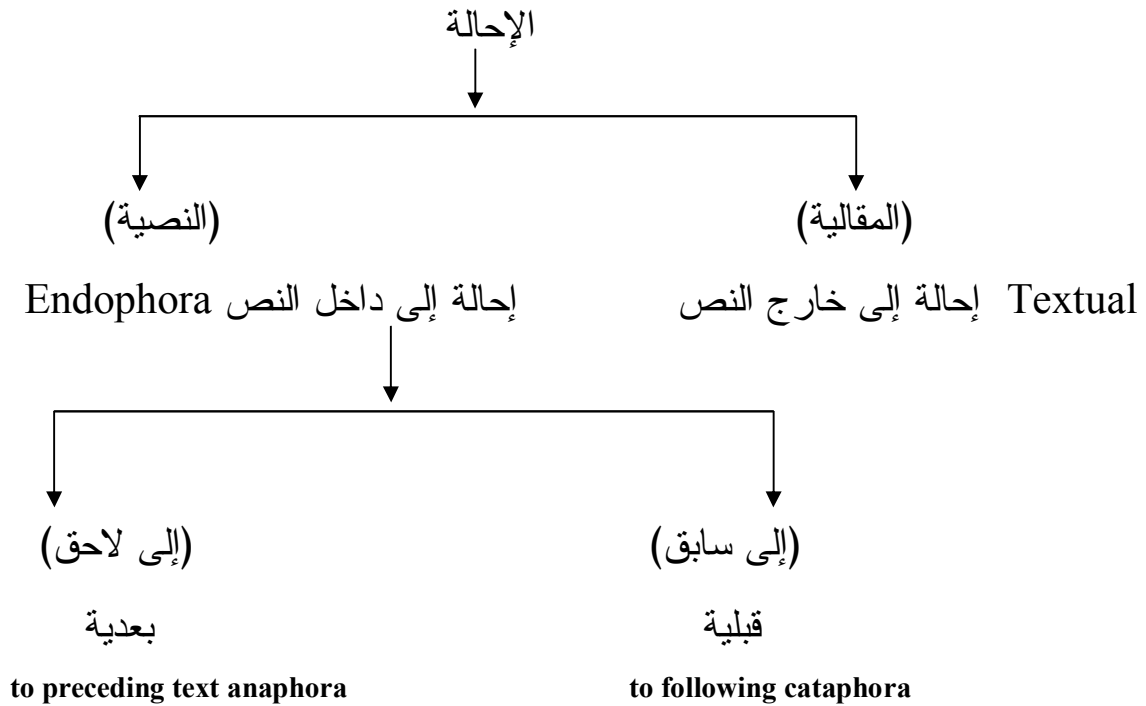 الإحالة
(المقالية)
(النصية)
Textual إحالة إلى خارج النص
إحالة إلى داخل النص Endophora
(إلى سابق)
(إلى لاحق)
قبلية
بعدية
to following cataphora
to preceding text anaphora